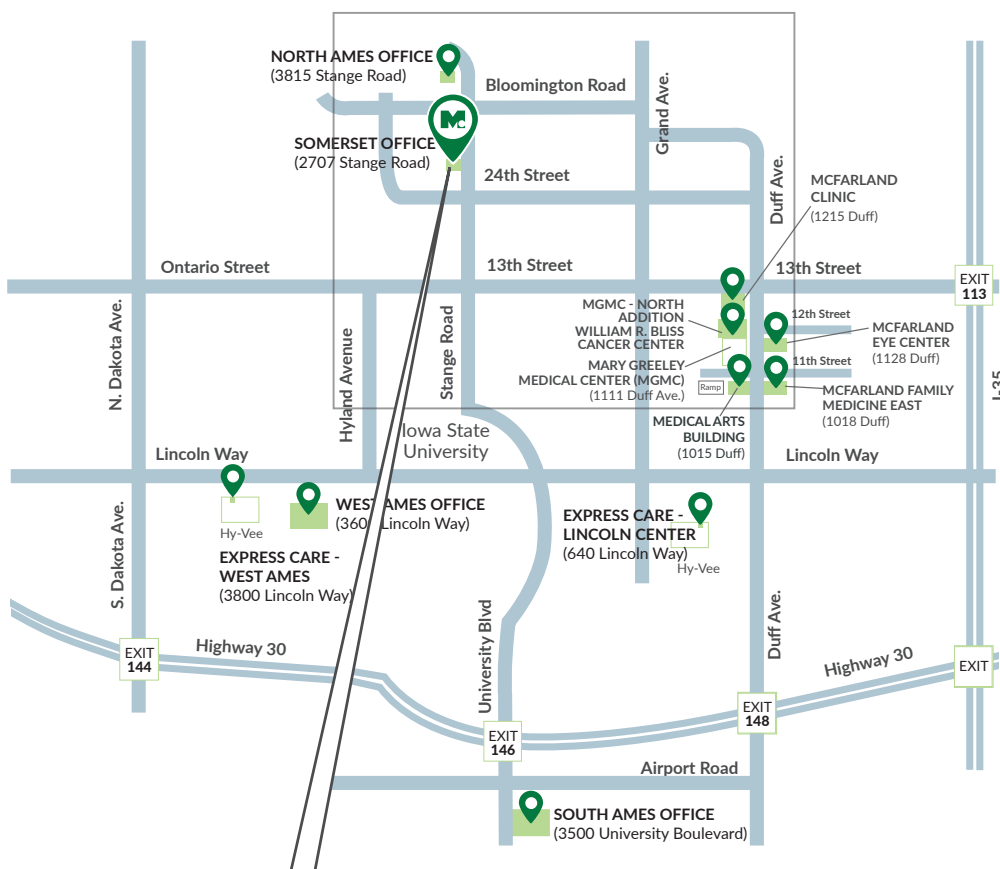 NORTH AMES OFFICE
(3815 Stange Road)
Bloomington Road
Grand Ave.
Mc
SOMERSET OFFICE
(2707 Stange Road)
24th Street
Duff Ave.
MCFARLAND
CLINIC
(1215 Duff)
Ontario Street
13th Street
13th Street
EXIT
113
N. Dakota Ave.
Hyland Avenue
Stange Road
MGMC - NORTH
ADDITION
WILLIAM R. BLISS
CANCER CENTER
12th Street
MCFARLAND
EYE CENTER
(1128 Duff)
I-35
MARY GREELEY
MEDICAL CENTER (MGMC)
(1111 Duff Ave.)
11th Street
Ramp
MCFARLAND FAMILY
MEDICINE EAST
(1018 Duff)
MEDICAL ARTS
BUILDING
(1015 Duff)
Iowa State
University
Lincoln Way
Lincoln Way
S. Dakota Ave.
Hy-Vee
WEST AMES OFFICE
(360 Lincoln Way)
EXPRESS CARE -
WEST AMES
(3800 Lincoln Way)
EXPRESS CARE -
LINCOLN CENTER
(640 Lincoln Way)
Hy-Vee
University Blvd
Duff Ave.
Highway 30
Highway 30
EXIT
144
EXIT
EXIT
148
EXIT
146
Airport Road
SOUTH AMES OFFICE
(3500 University Boulevard)